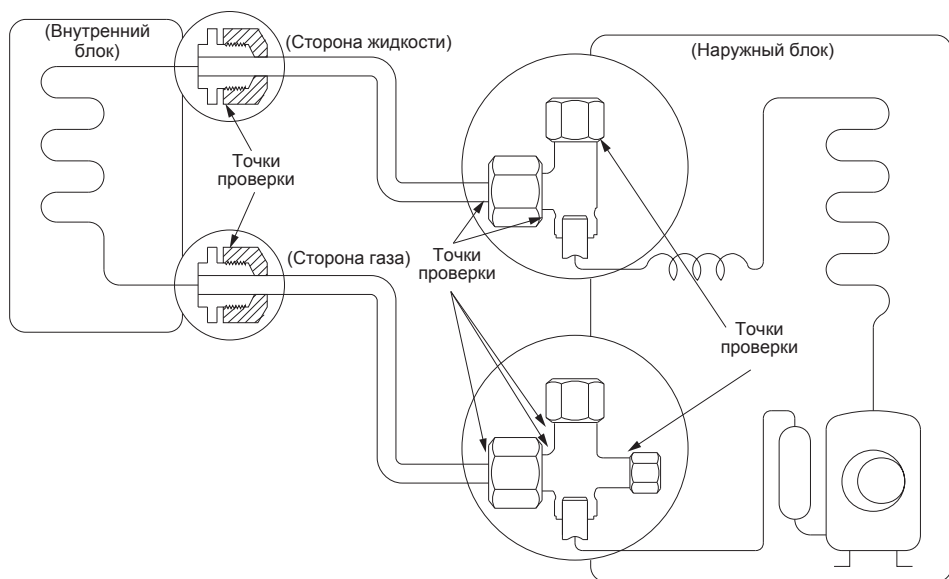 (Внутренний
блок)
(Сторона жидкости)
(Наружный блок)
Точки
проверки
(Сторона газа)
Точки
проверки
Точки
проверки